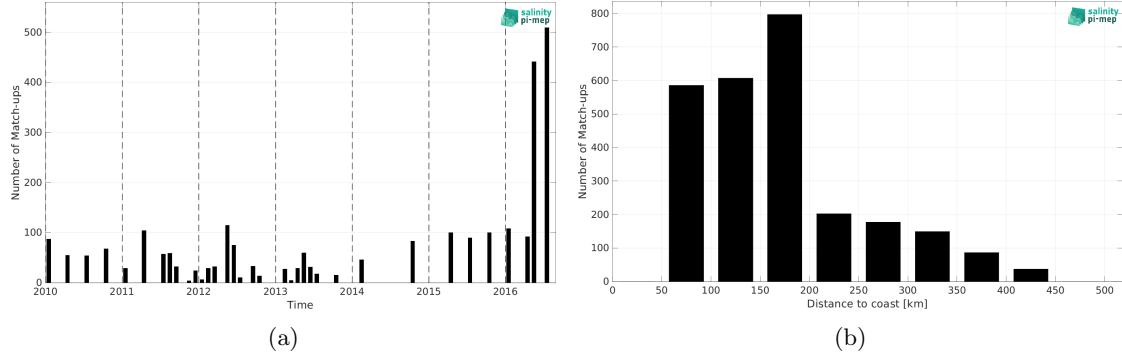 salinity
pi-mep
Number of Match-ups
500
400
300
200
100
0
2010 2011 2012 2013 2014 2015 2016
Time
(a)
salinity
pi-mep
Number of Match-ups
800
700
600
500
400
300
200
100
0
0 50 100 150 200 250 300 350 400 450 500
Distance to coast [km]
(b)